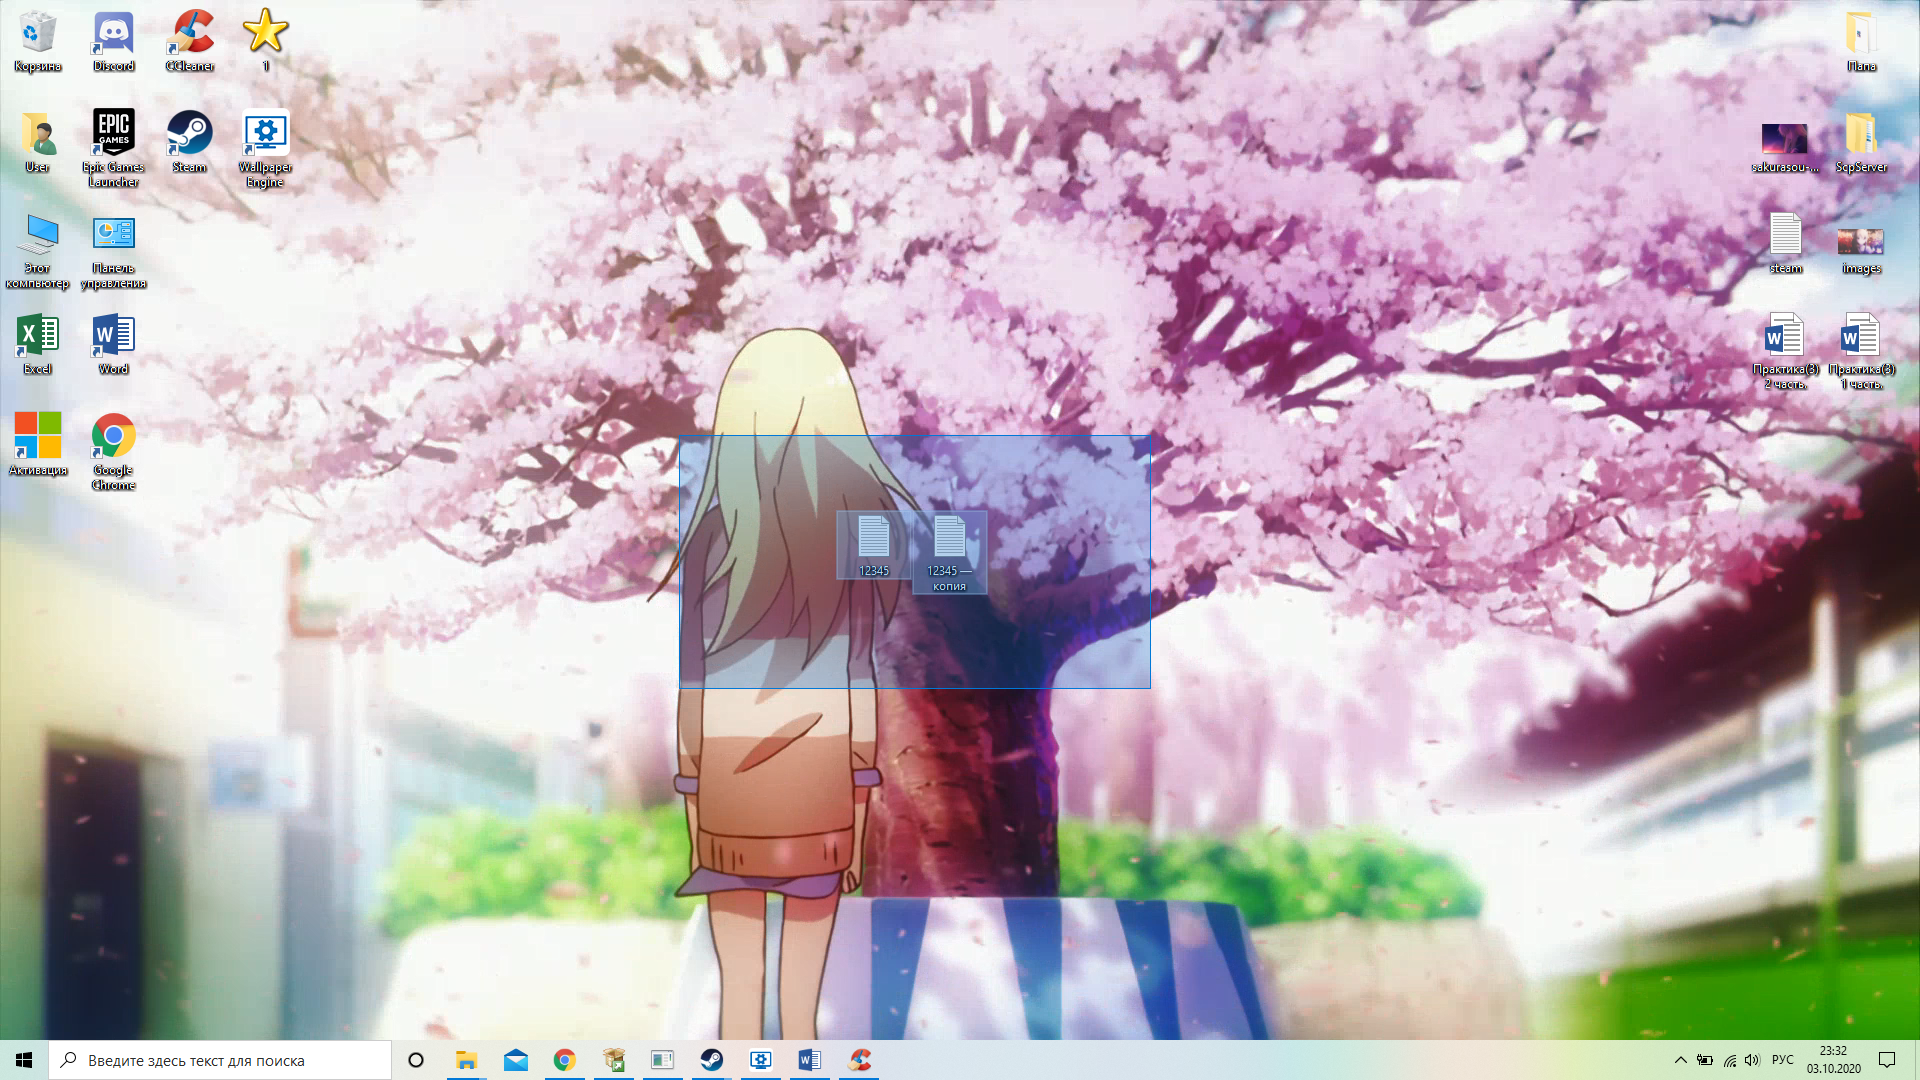 Корзина
Discord
CCleaner
1
User
EPIC
GAMES
Epic Games
Launcher
Steam
Wallpaper
Engine
Этот
компьютер
Панель
управления
Excel
Word
Активация
Google
Chrome
12345
12345 —
копия
Папа
sakurasou-...
ScpServer
steam
images
Практика(3)
2 часть.
Практика(3)
1 часть.
Введите здесь текст для поиска
РУС
23:32
03.10.2020